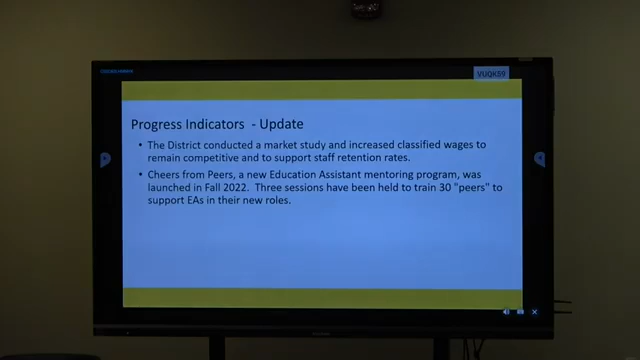 VUQK59
Progress Indicators - Update
• The District conducted a market study and increased classified wages to
remain competitive and to support staff retention rates.
• Cheers from Peers, a new Education Assistant mentoring program, was
launched in Fall 2022. Three sessions have been held to train 30 "peers" to
support EAs in their new roles.